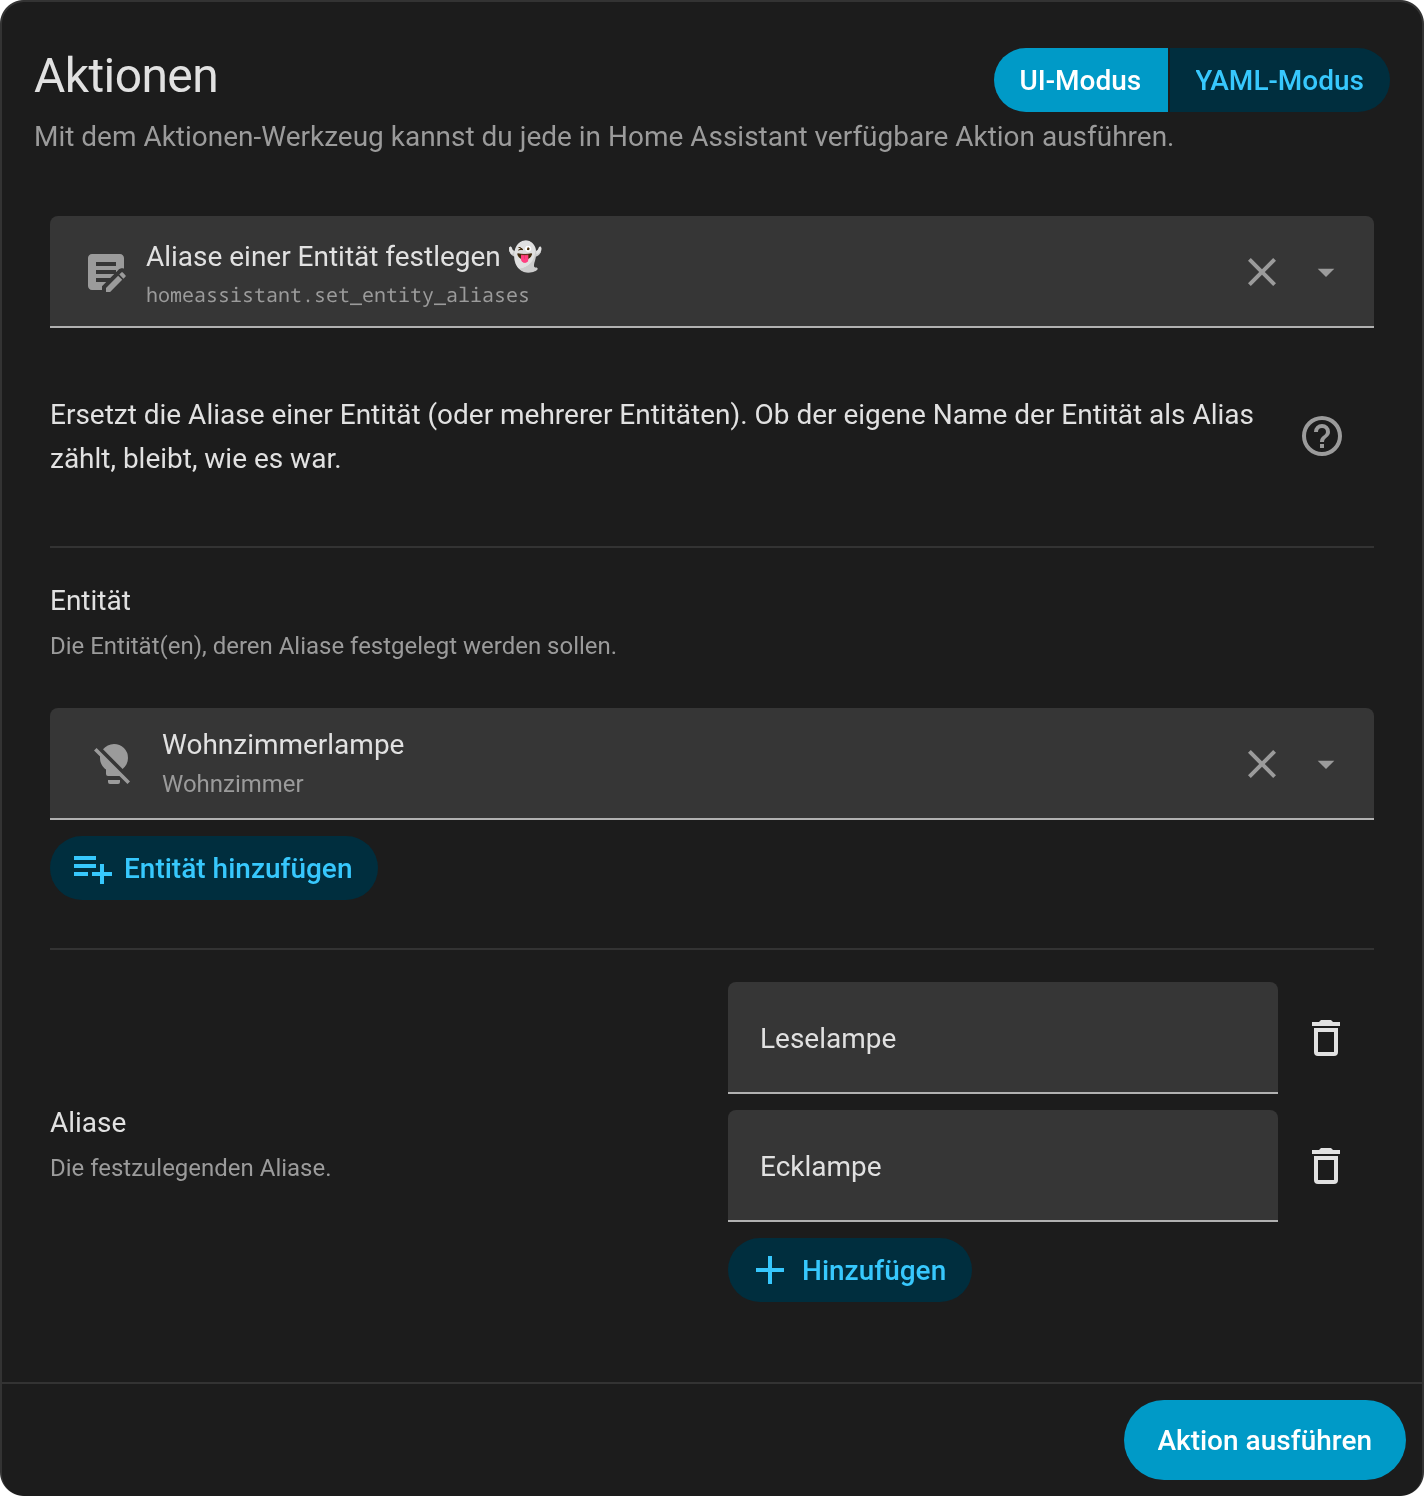 Aktionen
UI-Modus
YAML-Modus
Mit dem Aktionen-Werkzeug kannst du jede in Home Assistant verfügbare Aktion ausführen.
Aliase einer Entität festlegen 👻
homeassistant.set_entity_aliases
Ersetzt die Aliase einer Entität (oder mehrerer Entitäten). Ob der eigene Name der Entität als Alias
zählt, bleibt, wie es war.
Entität
Die Entität(en), deren Aliase festgelegt werden sollen.
Wohnzimmerlampe
Wohnzimmer
Entität hinzufügen
Aliase
Die festzulegenden Aliase.
Leselampe
Ecklampe
Hinzufügen
Aktion ausführen